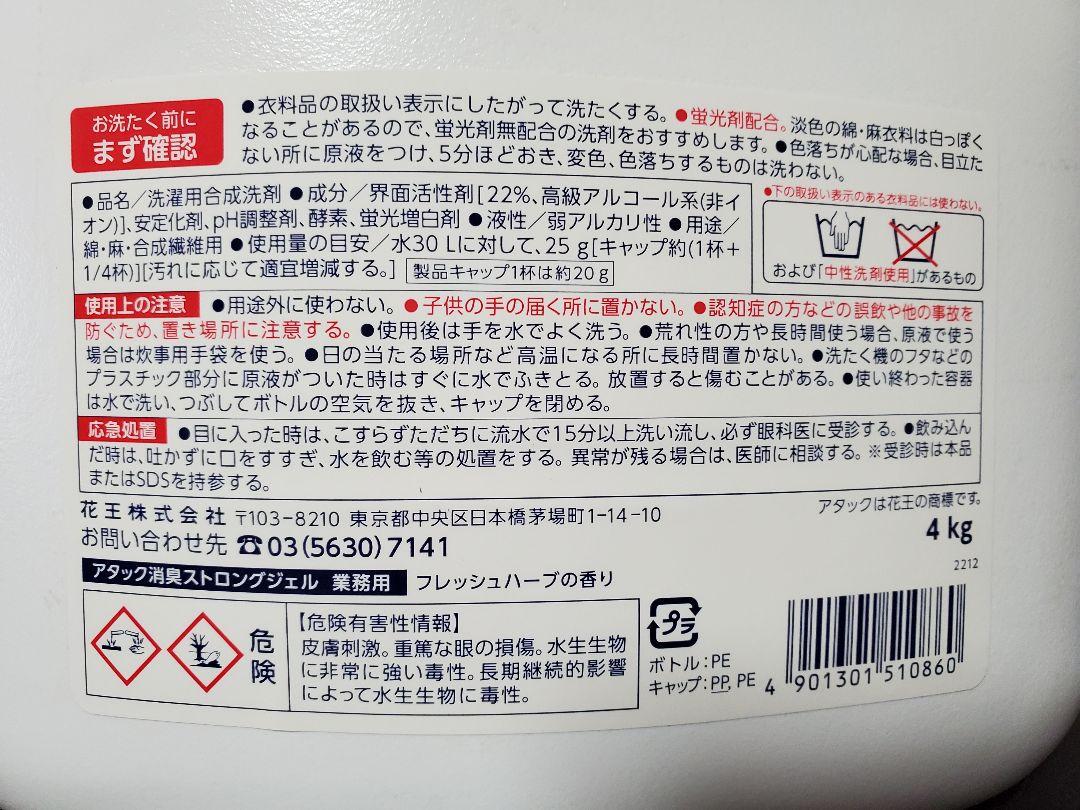 お洗たく前に
まず確認
●衣料品の取扱い表示にしたがって洗たくする。●蛍光剤配合。淡色の綿・麻衣料は白っぽく
なることがあるので、蛍光剤無配合の洗剤をおすすめします。●色落ちが心配な場合、目立た
ない所に原液をつけ、5分ほどおき、変色、色落ちするものは洗わない。
●品名／洗濯用合成洗剤 ●成分／界面活性剤[22%、高級アルコール系(非イ
オン)]、安定化剤、pH調整剤、酵素、蛍光増白剤 ●液性／弱アルカリ性 ●用途／
綿・麻・合成繊維用 ●使用量の目安／水30 Lに対して、25 g[キャップ約(1杯+
1/4杯)][汚れに応じて適宜増減する。] 製品キャップ1杯は約20 g
●下の取扱い表示のある衣料品には使わない。
および「中性洗剤使用」があるもの
使用上の注意 ●用途外に使わない。●子供の手の届く所に置かない。●認知症の方などの誤飲や他の事故を
防ぐため、置き場所に注意する。●使用後は手を水でよく洗う。●荒れ性の方や長時間使う場合、原液で使う
場合は炊事用手袋を使う。●日の当たる場所など高温になる所に長時間置かない。●洗たく機のフタなどの
プラスチック部分に原液がついた時はすぐに水でふきとる。放置すると傷むことがある。●使い終わった容器
は水で洗い、つぶしてボトルの空気を抜き、キャップを閉める。
応急処置 ●目に入った時は、こすらずただちに流水で15分以上洗い流し、必ず眼科医に受診する。●飲み込ん
だ時は、吐かずに口をすすぎ、水を飲む等の処置をする。異常が残る場合は、医師に相談する。※受診時は本品
またはSDSを持参する。
花王株式会社 〒103-8210 東京都中央区日本橋茅場町1-14-10
アタックは花王の商標です。
お問い合わせ先 ☎03(5630)7141
4 kg
2212
アタック消臭ストロングジェル 業務用 フレッシュハーブの香り
危険
【危険有害性情報】
皮膚刺激。重篤な眼の損傷。水生生物
に非常に強い毒性。長期継続的影響
によって水生生物に毒性。
プラ
ボトル:PE
キャップ:PP, PE
4 901301 510860